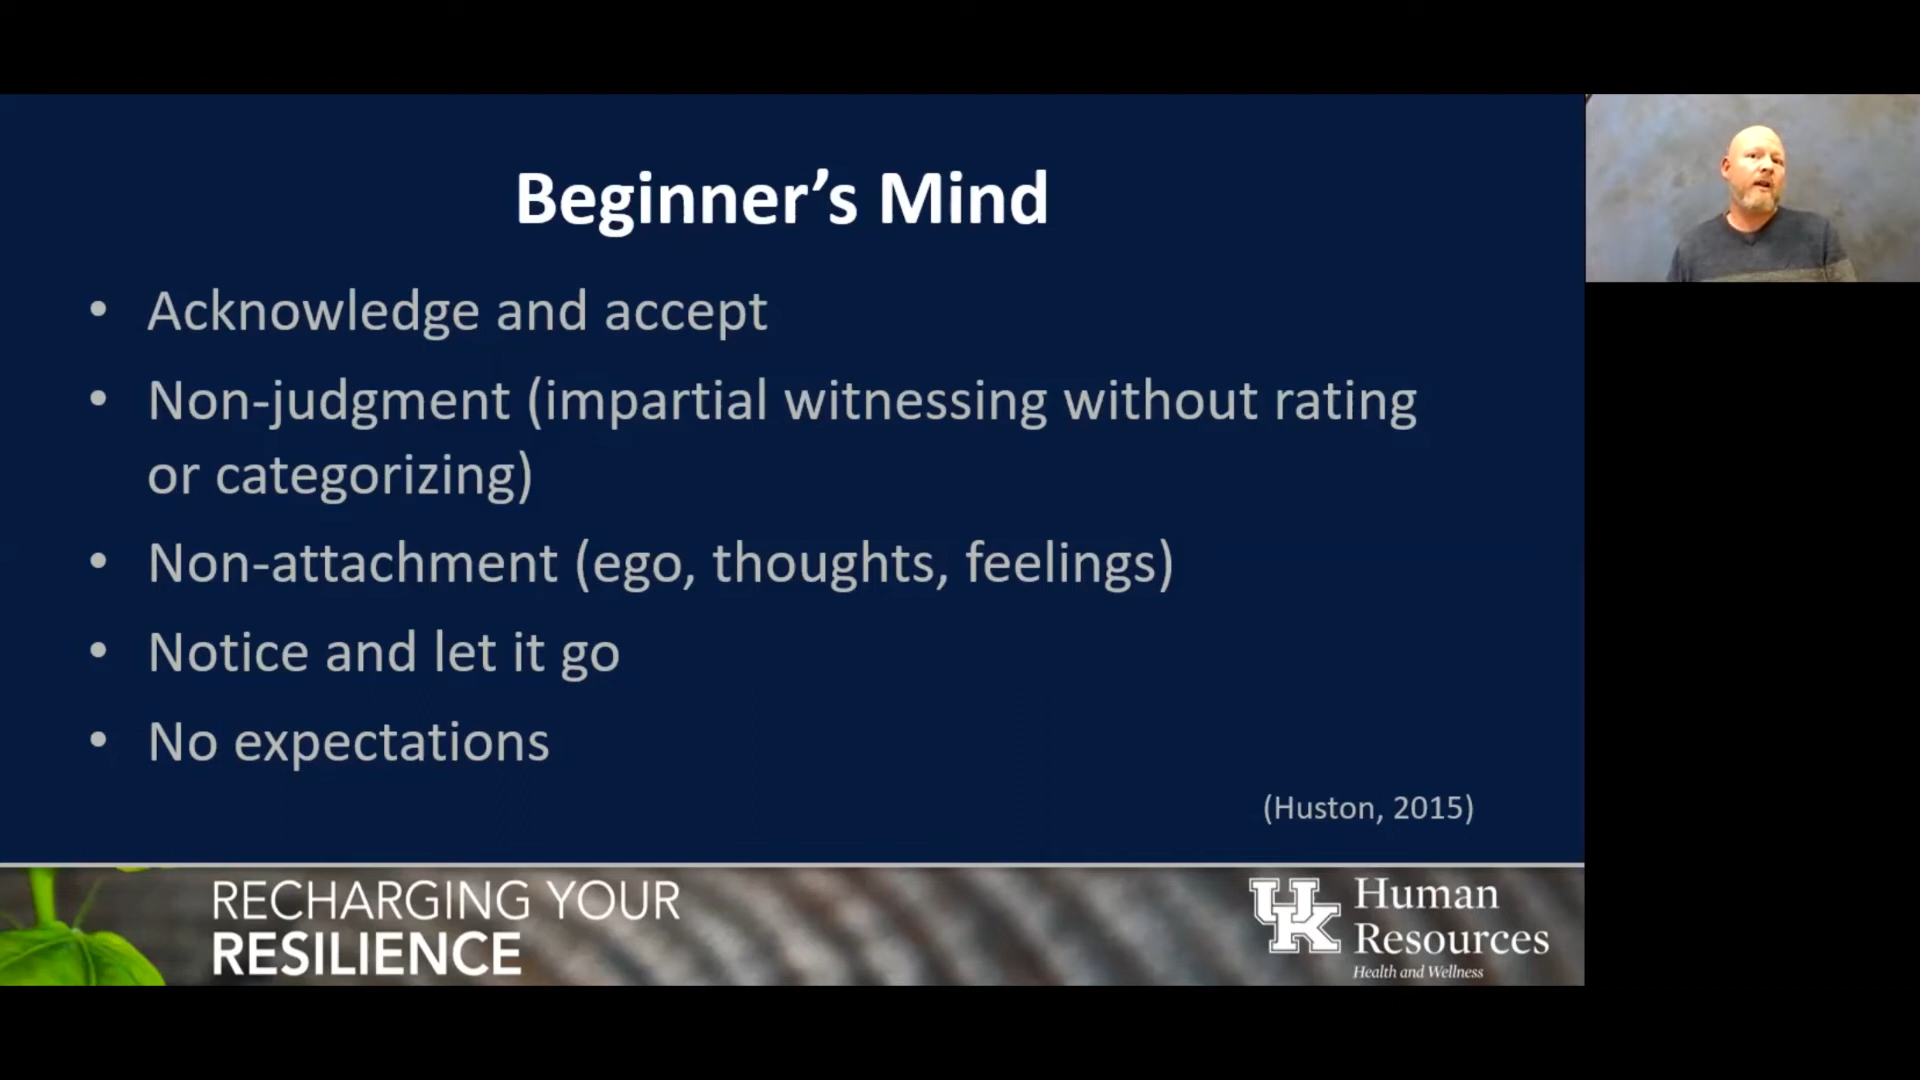 Beginner’s Mind
• Acknowledge and accept
• Non-judgment (impartial witnessing without rating
or categorizing)
• Non-attachment (ego, thoughts, feelings)
• Notice and let it go
• No expectations
(Huston, 2015)
RECHARGING YOUR
RESILIENCE
UK
Human
Resources
Health and Wellness